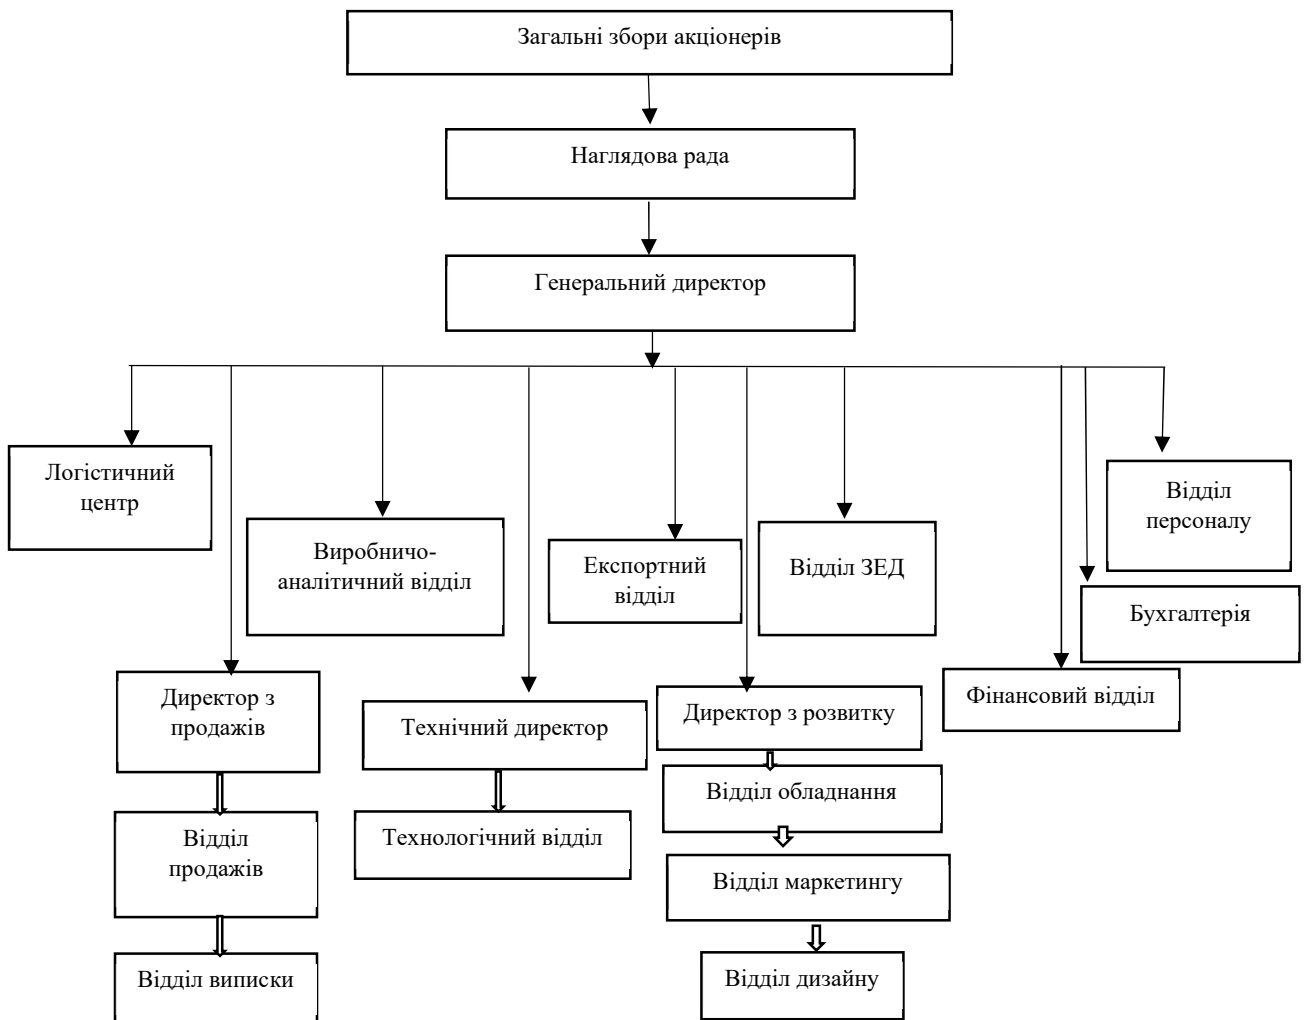 Загальні збори акціонерів
Наглядова рада
Генеральний директор
Логістичний
центр
Виробничо-
аналітичний відділ
Експортний
відділ
Відділ ЗЕД
Відділ
персоналу
Бухгалтерія
Директор з
продажів
Технічний директор
Директор з розвитку
Фінансовий відділ
Відділ
продажів
Технологічний відділ
Відділ обладнання
Відділ маркетингу
Відділ виписки
Відділ дизайну